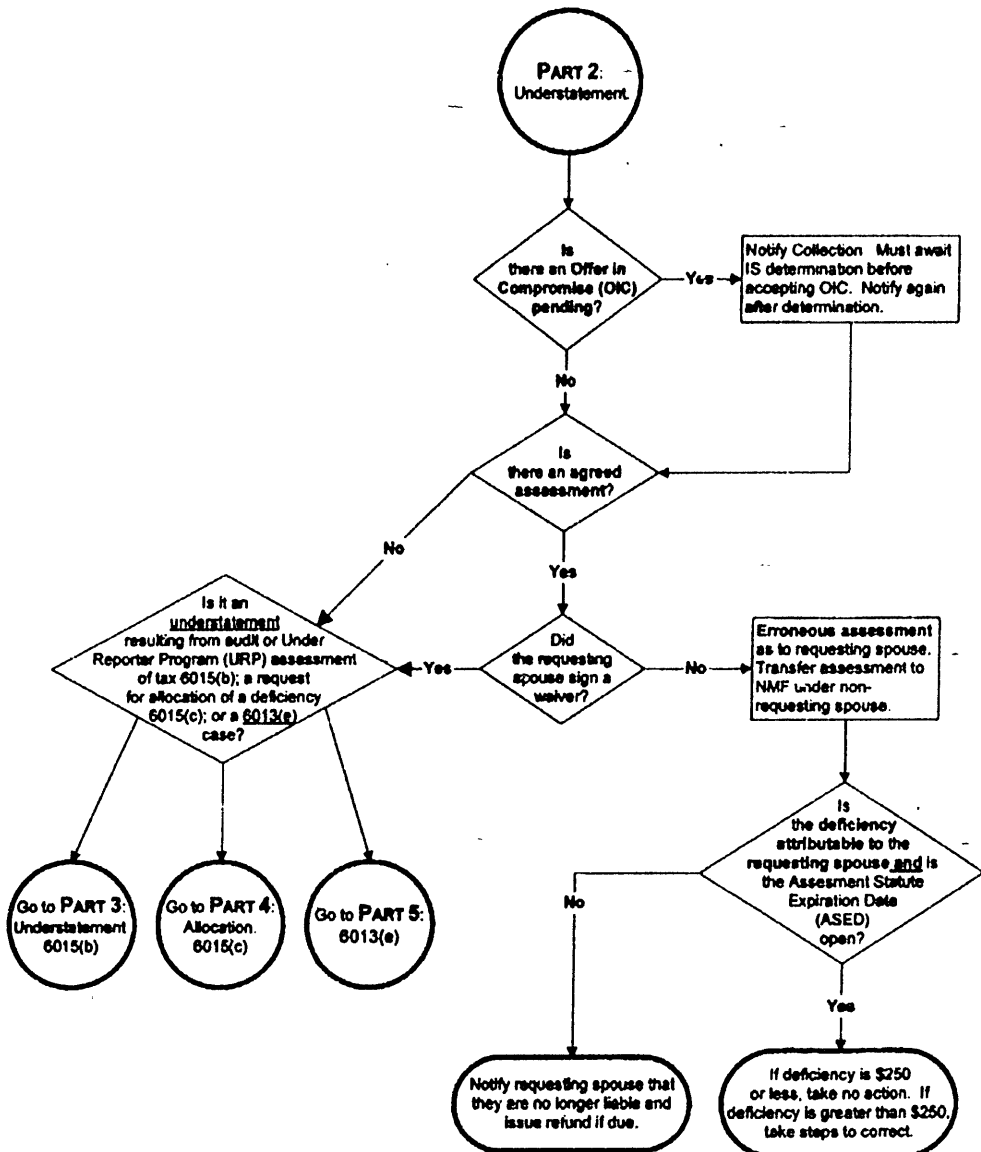 PART 2:
Understatement.
Is
there an Offer in
Compromise (OIC)
pending?
Yes
Notify Collection. Must await
IS determination before
accepting OIC. Notify again
after determination.
No
Is
there an agreed
assessment?
No
Yes
Is it an
understatement
resulting from audit or Under
Reporter Program (URP) assessment
of tax 6015(b); a request
for allocation of a deficiency
6015(c); or a 6013(e)
case?
Yes
Did
the requesting
spouse sign a
waiver?
No
Erroneous assessment
as to requesting spouse.
Transfer assessment to
NMF under non-
requesting spouse.
Is
the deficiency
attributable to the
requesting spouse and is
the Assesment Statute
Expiration Date
(ASED)
open?
No
Yes
Go to PART 3:
Understatement
6015(b)
Go to PART 4:
Allocation.
6015(c)
Go to PART 5:
6013(e)
Notify requesting spouse that
they are no longer liable and
issue refund if due.
If deficiency is $250
or less, take no action. If
deficiency is greater than $250,
take steps to correct.